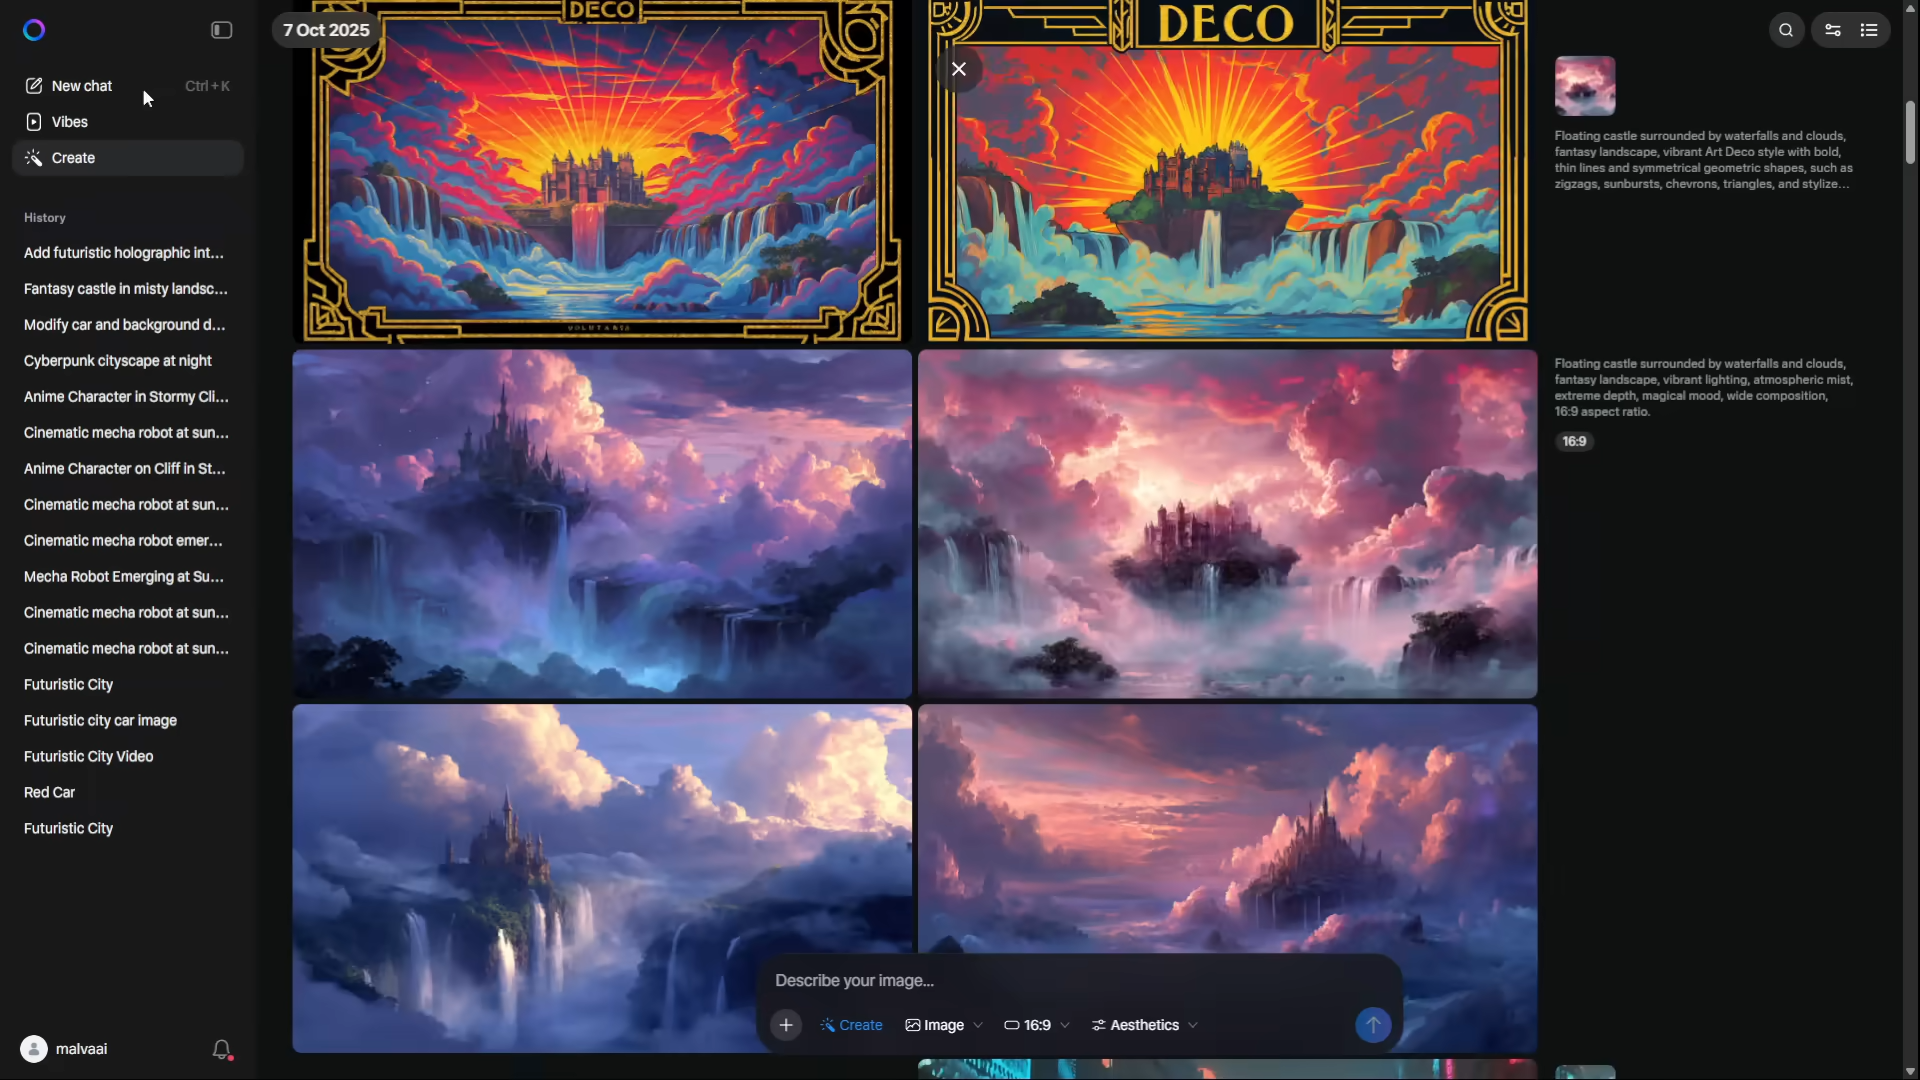 New chat
Ctrl+K
Vibes
Create
History
Add futuristic holographic int...
Fantasy castle in misty landsc...
Modify car and background d...
Cyberpunk cityscape at night
Anime Character in Stormy Cli...
Cinematic mecha robot at sun...
Anime Character on Cliff in St...
Cinematic mecha robot at sun...
Cinematic mecha robot emer...
Mecha Robot Emerging at Su...
Cinematic mecha robot at sun...
Cinematic mecha robot at sun...
Futuristic City
Futuristic city car image
Futuristic City Video
Red Car
Futuristic City
malvaai
7 Oct 2025
DECO
DECO
Floating castle surrounded by waterfalls and clouds,
fantasy landscape, vibrant Art Deco style with bold,
thin lines and symmetrical geometric shapes, such as
zigzags, sunbursts, chevrons, triangles, and stylize...
Floating castle surrounded by waterfalls and clouds,
fantasy landscape, vibrant lighting, atmospheric mist,
extreme depth, magical mood, wide composition,
16:9 aspect ratio.
16:9
Describe your image...
Create
Image
16:9
Aesthetics